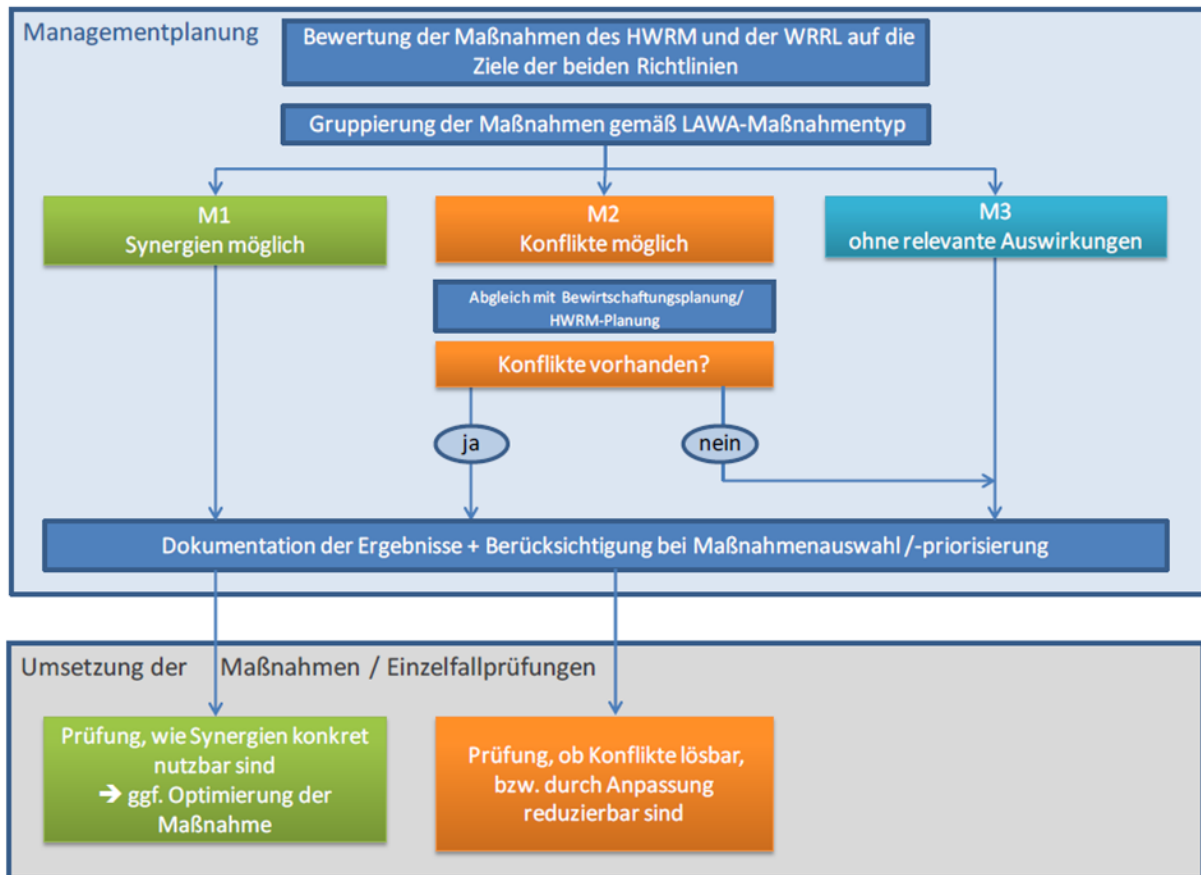 Managementplanung
Bewertung der Maßnahmen des HWRM und der WRRL auf die
Ziele der beiden Richtlinien
Gruppierung der Maßnahmen gemäß LAWA-Maßnahmentyp
M1
Synergien möglich
M2
Konflikte möglich
M3
ohne relevante Auswirkungen
Abgleich mit Bewirtschaftungsplanung/
HWRM-Planung
Konflikte vorhanden?
ja
nein
Dokumentation der Ergebnisse + Berücksichtigung bei Maßnahmenauswahl /-priorisierung
Umsetzung der Maßnahmen / Einzelfallprüfungen
Prüfung, wie Synergien konkret
nutzbar sind
➔ ggf. Optimierung der
Maßnahme
Prüfung, ob Konflikte lösbar,
bzw. durch Anpassung
reduzierbar sind